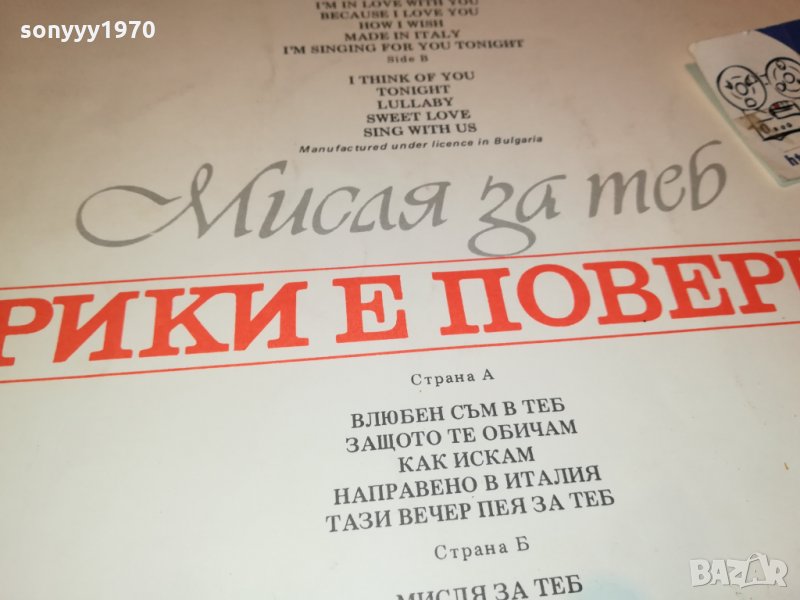 sonyyy1970
I'M IN LOVE WITH YOU
BECAUSE I LOVE YOU
HOW I WISH
MADE IN ITALY
I'M SINGING FOR YOU TONIGHT
Side B
I THINK OF YOU
TONIGHT
LULLABY
SWEET LOVE
SING WITH US
Manufactured under licence in Bulgaria
Мисля за теб
РИКИ Е ПОВЕРИ
Страна А
ВЛЮБЕН СЪМ В ТЕБ
ЗАЩОТО ТЕ ОБИЧАМ
КАК ИСКАМ
НАПРАВЕНО В ИТАЛИЯ
ТАЗИ ВЕЧЕР ПЕЯ ЗА ТЕБ
Страна Б
МИСЛЯ ЗА ТЕБ
BAZAR